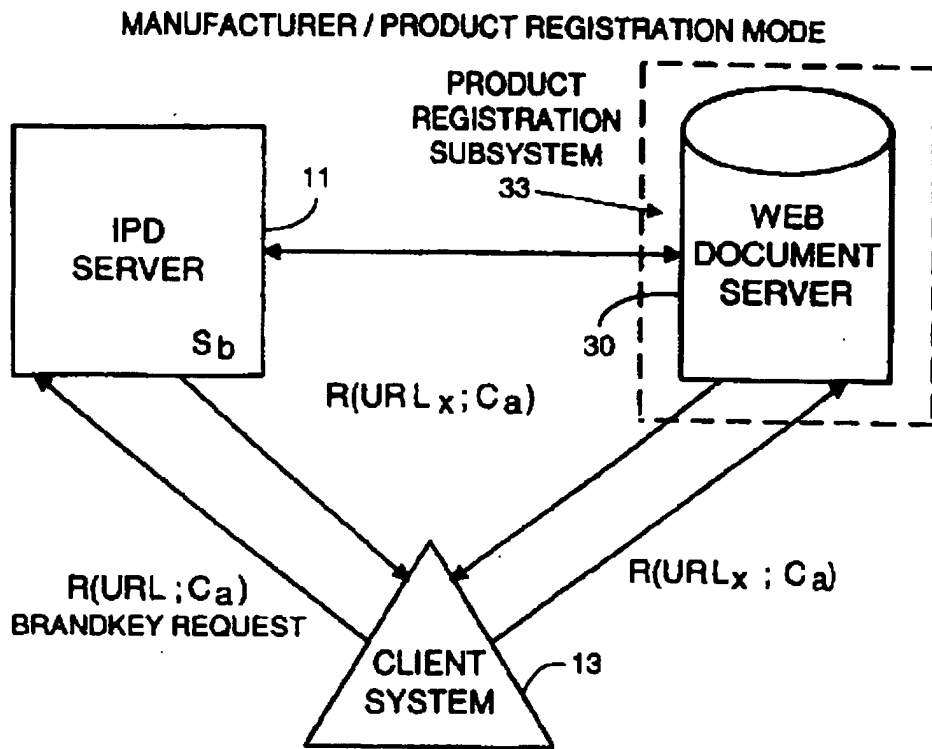 MANUFACTURER / PRODUCT REGISTRATION MODE
PRODUCT
REGISTRATION
SUBSYSTEM
33
11
IPD
SERVER
Sb
WEB
DOCUMENT
SERVER
30
R(URLx; Ca)
R(URL; Ca)
BRANDKEY REQUEST
R(URLx; Ca)
CLIENT
SYSTEM
13